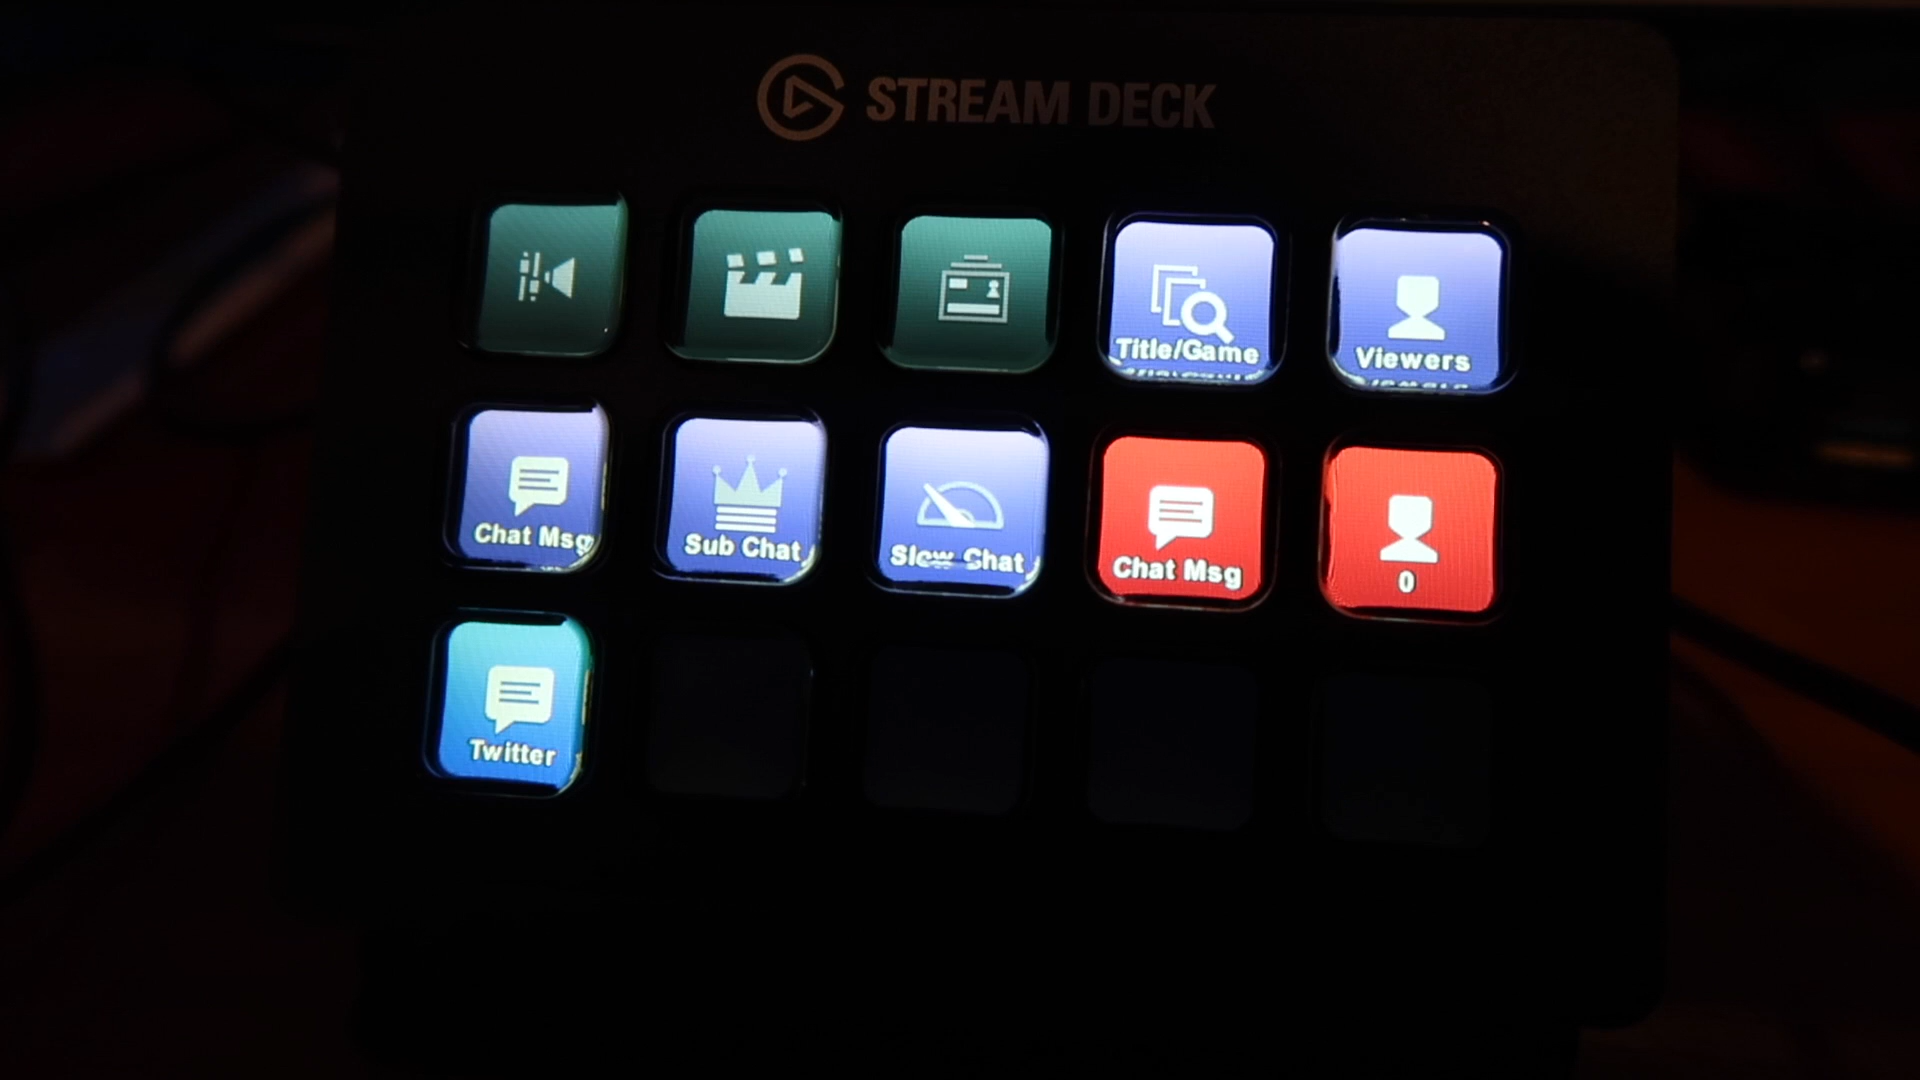 STREAM DECK
Title/Game
Viewers
Chat Msg
Sub Chat
Slow Chat
Chat Msg
0
Twitter